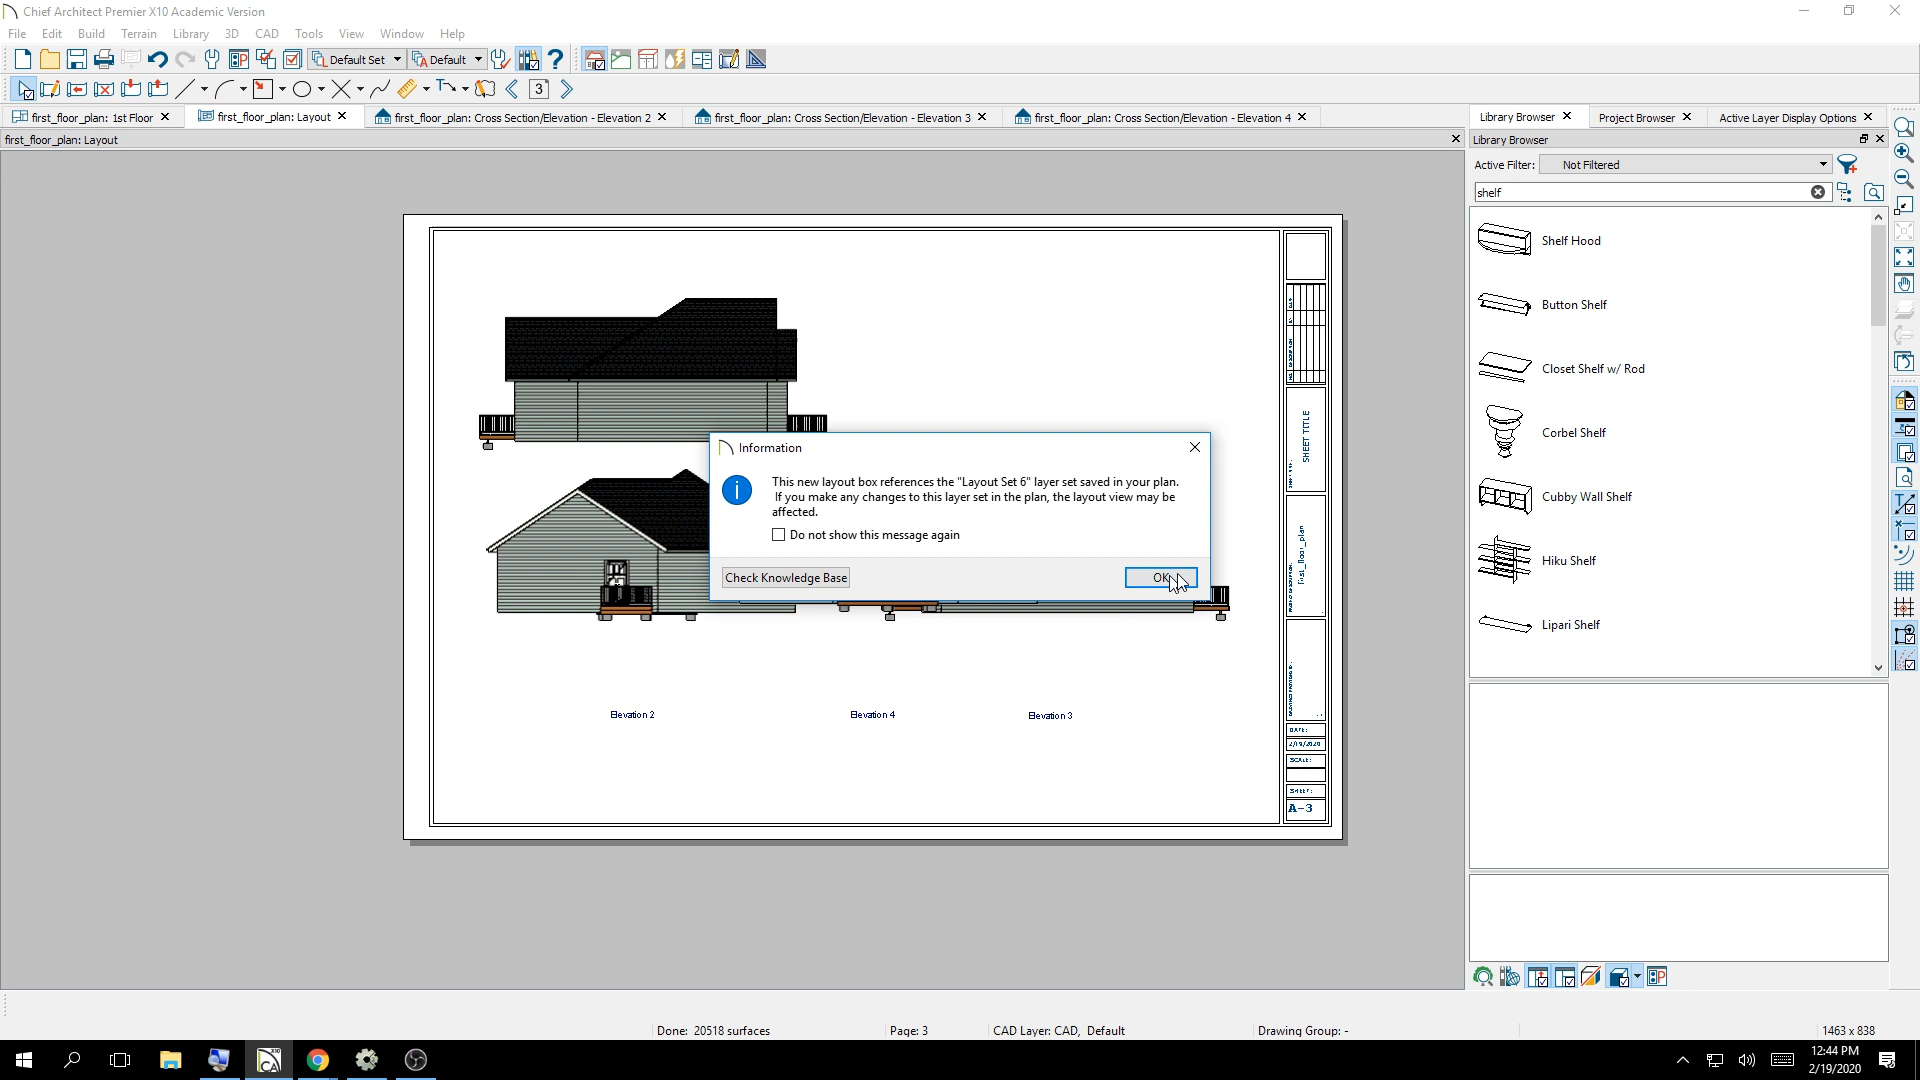 Chief Architect Premier X10 Academic Version
File Edit Build Terrain Library 3D CAD Tools View Window Help
Default Set Default
3
first_floor_plan: 1st Floor
first_floor_plan: Layout
first_floor_plan: Cross Section/Elevation - Elevation 2
first_floor_plan: Cross Section/Elevation - Elevation 3
first_floor_plan: Cross Section/Elevation - Elevation 4
Library Browser
Project Browser
Active Layer Display Options
first_floor_plan: Layout
Library Browser
Active Filter: Not Filtered
shelf
Shelf Hood
Button Shelf
Closet Shelf w/ Rod
Corbel Shelf
Cubby Wall Shelf
Hiku Shelf
Lipari Shelf
SHEET TITLE
first_floor_plan
DATE:
2/19/2020
SCALE:
SHEET:
A-3
Information
This new layout box references the "Layout Set 6" layer set saved in your plan.
If you make any changes to this layer set in the plan, the layout view may be
affected.
Do not show this message again
Check Knowledge Base
OK
Elevation 2
Elevation 4
Elevation 3
Done: 20518 surfaces
Page: 3
CAD Layer: CAD, Default
Drawing Group: -
1463 x 838
X10
CA
12:44 PM
2/19/2020